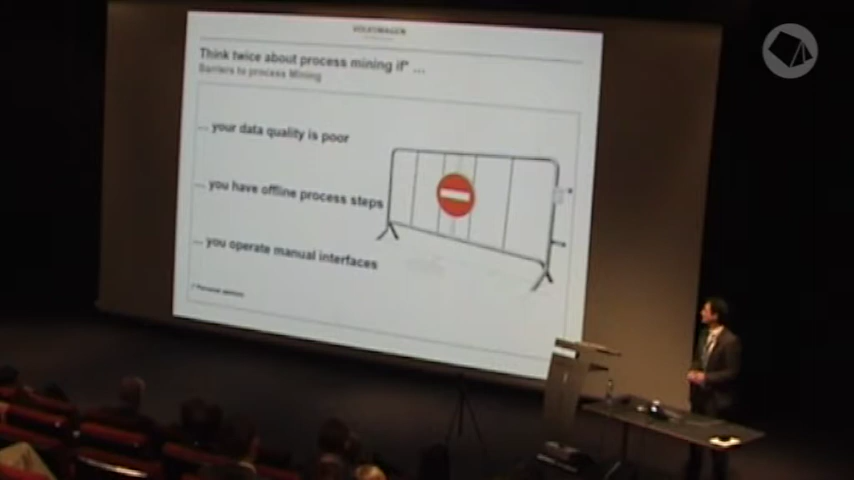 VOLKSWAGEN
Think twice about process mining if* ...
Barriers to process Mining
... your data quality is poor
... you have offline process steps
... you operate manual interfaces
* Personal opinion